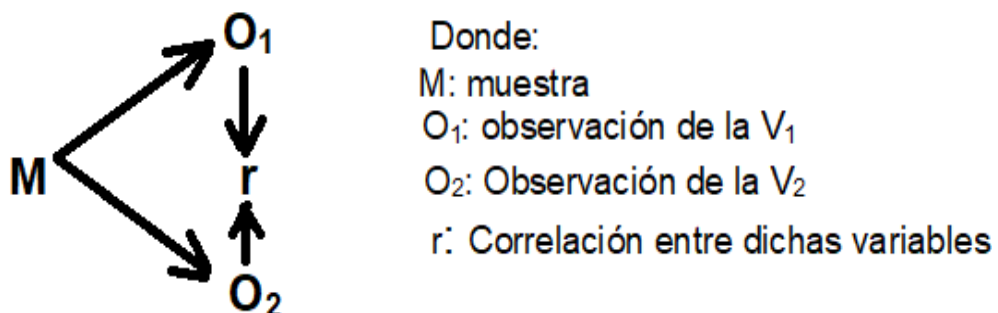 O₁
M
r
O₂
Donde:
M: muestra
O₁: observación de la V₁
O₂: Observación de la V₂
r: Correlación entre dichas variables